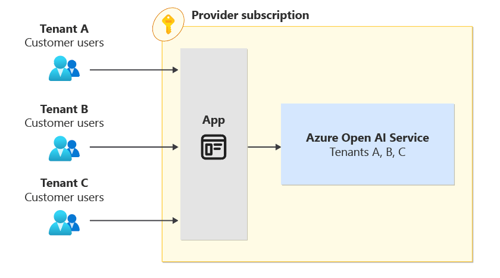 Tenant A
Customer users
Provider subscription
Tenant B
Customer users
App
Azure Open AI Service
Tenants A, B, C
Tenant C
Customer users